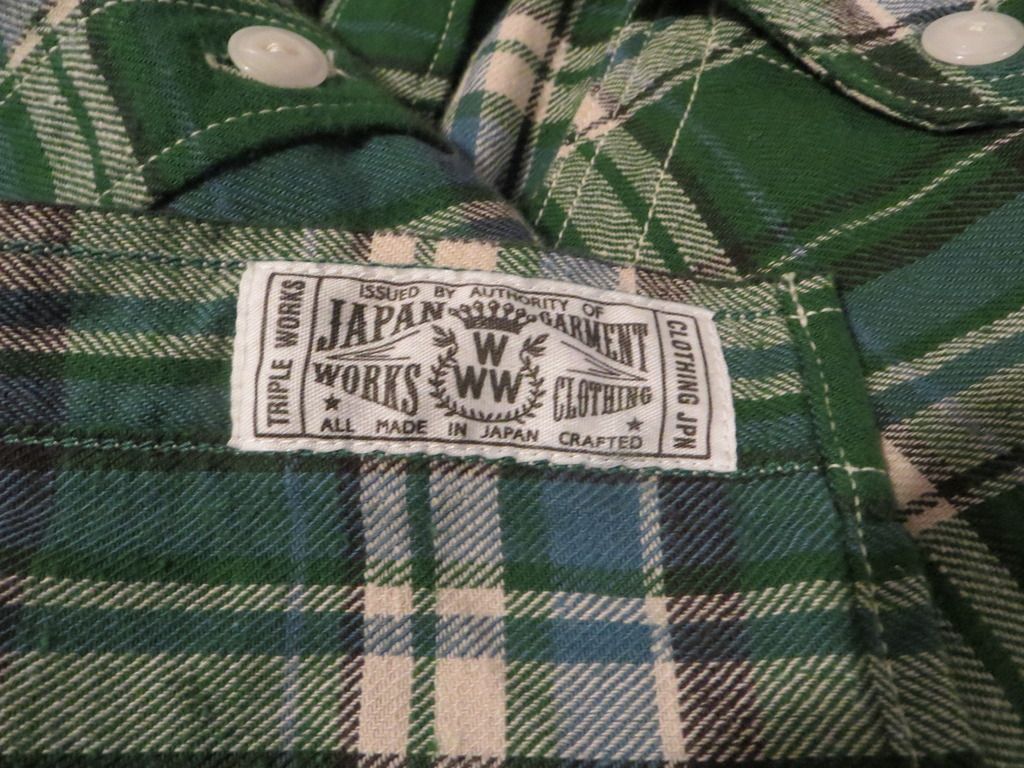 TRIPLE WORKS
ISSUED BY AUTHORITY OF
JAPAN GARMENT
W
WW
WORKS CLOTHING
ALL MADE IN JAPAN CRAFTED
CLOTHING JPN